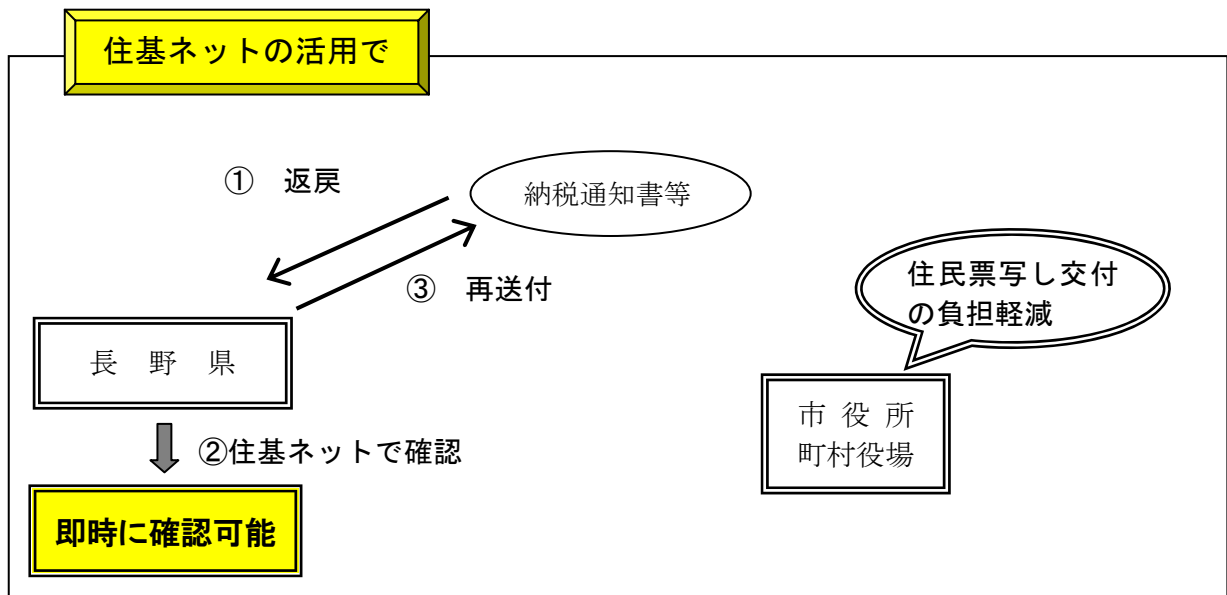 住基ネットの活用で
① 返戻
納税通知書等
③ 再送付
住民票写し交付
の負担軽減
長 野 県
市 役 所
町村役場
②住基ネットで確認
即時に確認可能